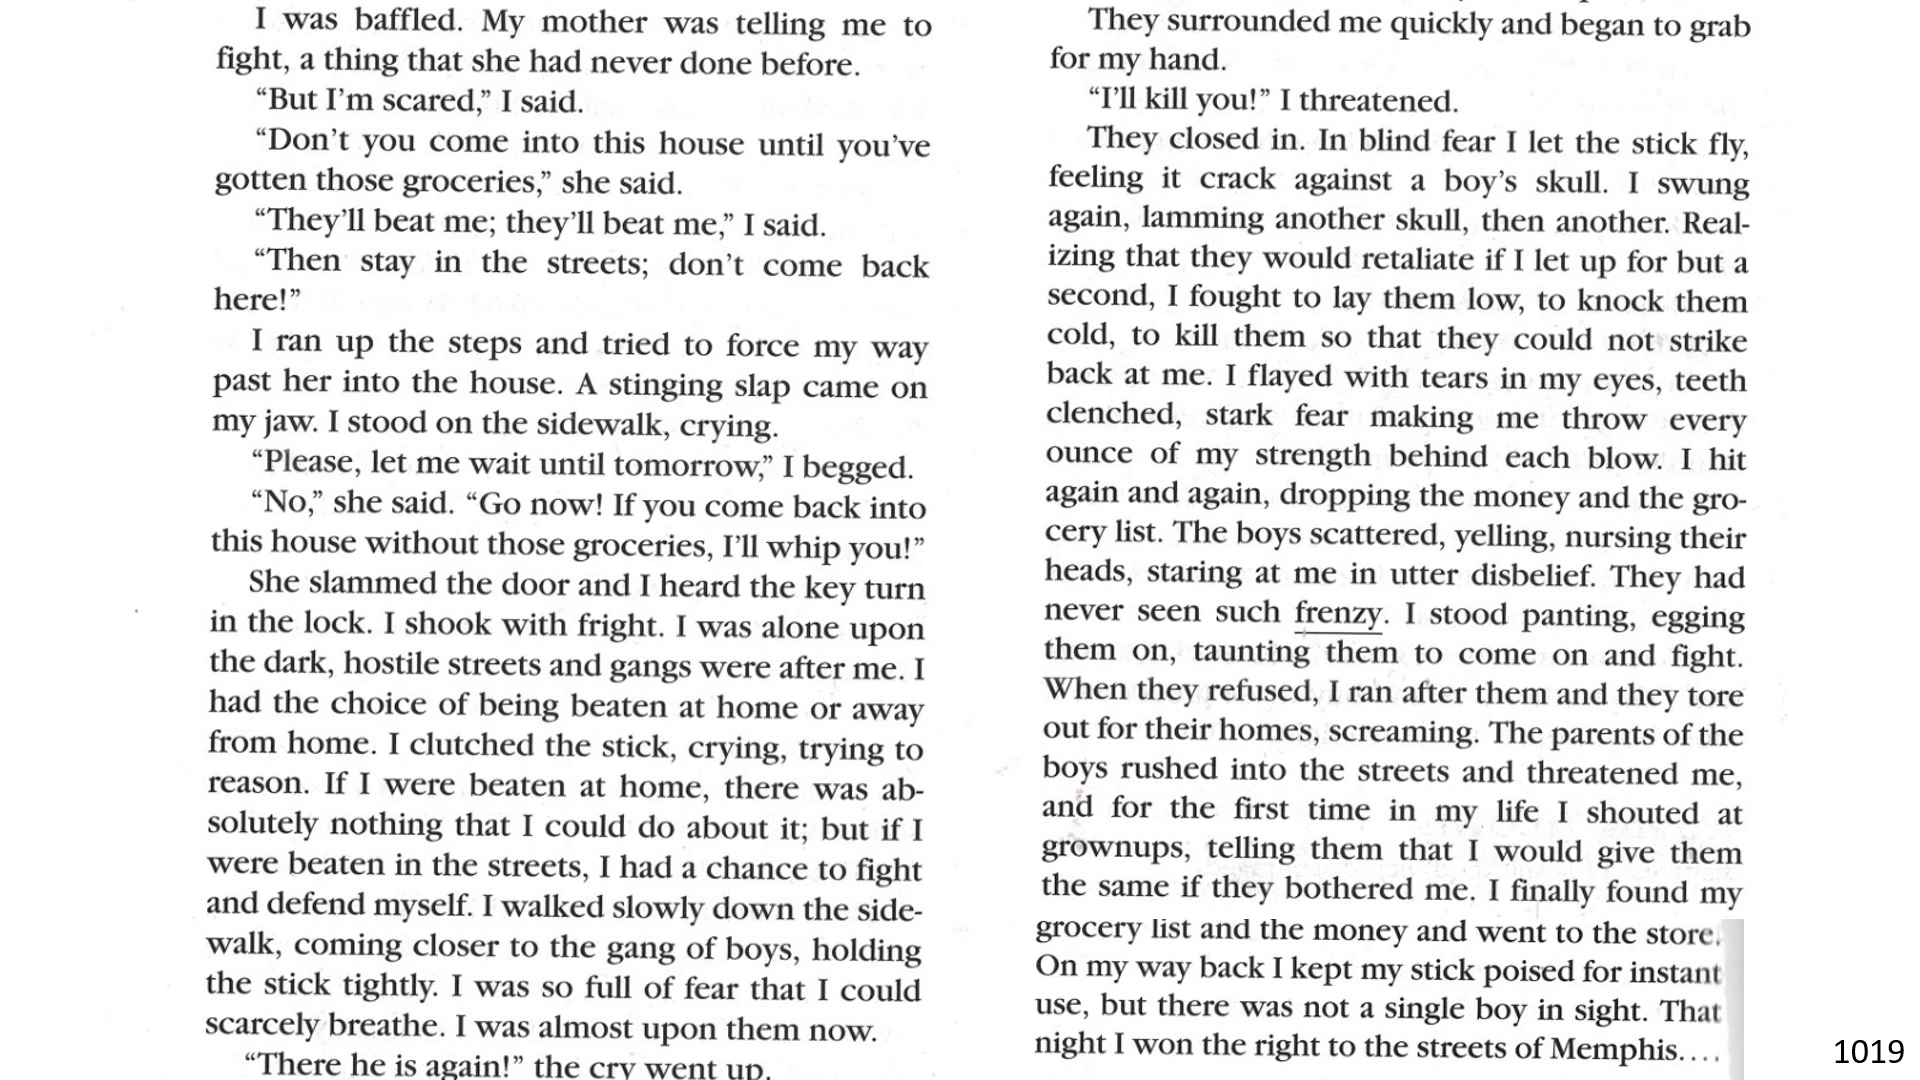 I was baffled. My mother was telling me to
fight, a thing that she had never done before.
“But I’m scared,” I said.
“Don’t you come into this house until you’ve
gotten those groceries,” she said.
“They’ll beat me; they’ll beat me,” I said.
“Then stay in the streets; don’t come back
here!”
I ran up the steps and tried to force my way
past her into the house. A stinging slap came on
my jaw. I stood on the sidewalk, crying.
“Please, let me wait until tomorrow,” I begged.
“No,” she said. “Go now! If you come back into
this house without those groceries, I’ll whip you!”
She slammed the door and I heard the key turn
in the lock. I shook with fright. I was alone upon
the dark, hostile streets and gangs were after me. I
had the choice of being beaten at home or away
from home. I clutched the stick, crying, trying to
reason. If I were beaten at home, there was ab-
solutely nothing that I could do about it; but if I
were beaten in the streets, I had a chance to fight
and defend myself. I walked slowly down the side-
walk, coming closer to the gang of boys, holding
the stick tightly. I was so full of fear that I could
scarcely breathe. I was almost upon them now.
“There he is again!” the cry went up.
They surrounded me quickly and began to grab
for my hand.
“I’ll kill you!” I threatened.
They closed in. In blind fear I let the stick fly,
feeling it crack against a boy’s skull. I swung
again, lamming another skull, then another. Real-
izing that they would retaliate if I let up for but a
second, I fought to lay them low, to knock them
cold, to kill them so that they could not strike
back at me. I flayed with tears in my eyes, teeth
clenched, stark fear making me throw every
ounce of my strength behind each blow. I hit
again and again, dropping the money and the gro-
cery list. The boys scattered, yelling, nursing their
heads, staring at me in utter disbelief. They had
never seen such frenzy. I stood panting, egging
them on, taunting them to come on and fight.
When they refused, I ran after them and they tore
out for their homes, screaming. The parents of the
boys rushed into the streets and threatened me,
and for the first time in my life I shouted at
grownups, telling them that I would give them
the same if they bothered me. I finally found my
grocery list and the money and went to the store.
On my way back I kept my stick poised for instant
use, but there was not a single boy in sight. That
night I won the right to the streets of Memphis. . . .
1019